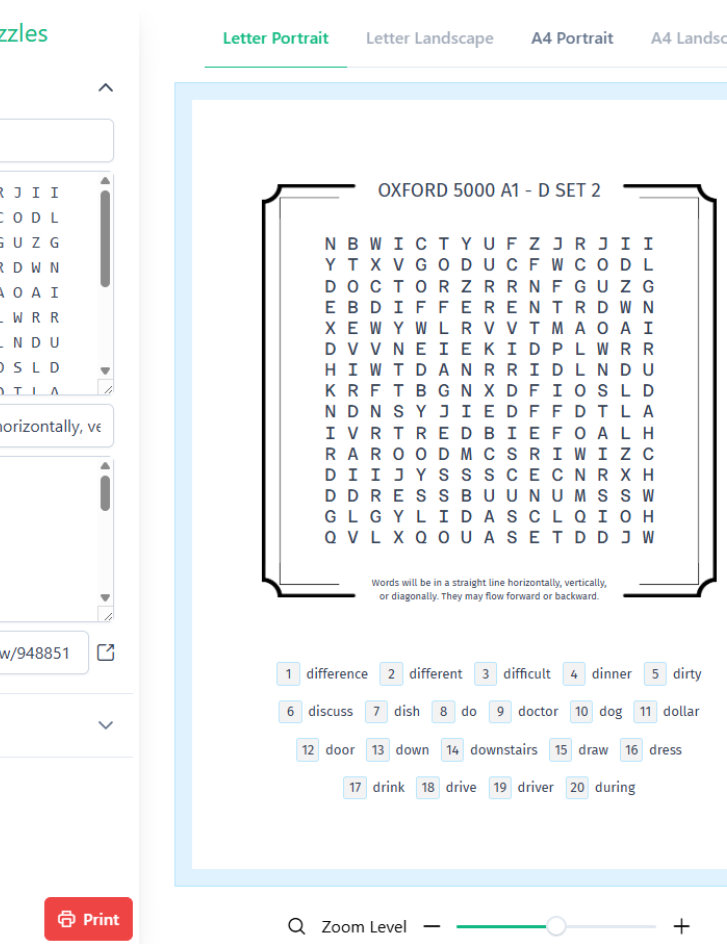 zzles
Letter Portrait Letter Landscape A4 Portrait A4 Landsc
R J I I
C O D L
G U Z G
R D W N
A O A I
L W R R
L N D U
O S L D
O T L A
orizontally, ve
w/948851
Print
OXFORD 5000 A1 - D SET 2
N B W I C T Y U F Z J R J I I
Y T X V G O D U C F W C O D L
D O C T O R Z R R N F G U Z G
E B D I F F E R E N T R D W N
X E W Y W L R V V T M A O A I
D V V N E I E K I D P L W R R
H I W T D A N R R I D L N D U
K R F T B G N X D F I O S L D
N D N S Y J I E D F F D T L A
I V R T R E D B I E F O A L H
R A R O O D M C S R I W I Z C
D I I J Y S S S C E C N R X H
D D R E S S B U U N U M S S W
G L G Y L I D A S C L Q I O H
Q V L X Q O U A S E T D D J W
Words will be in a straight line horizontally, vertically,
or diagonally. They may flow forward or backward.
1 difference 2 different 3 difficult 4 dinner 5 dirty
6 discuss 7 dish 8 do 9 doctor 10 dog 11 dollar
12 door 13 down 14 downstairs 15 draw 16 dress
17 drink 18 drive 19 driver 20 during
Zoom Level